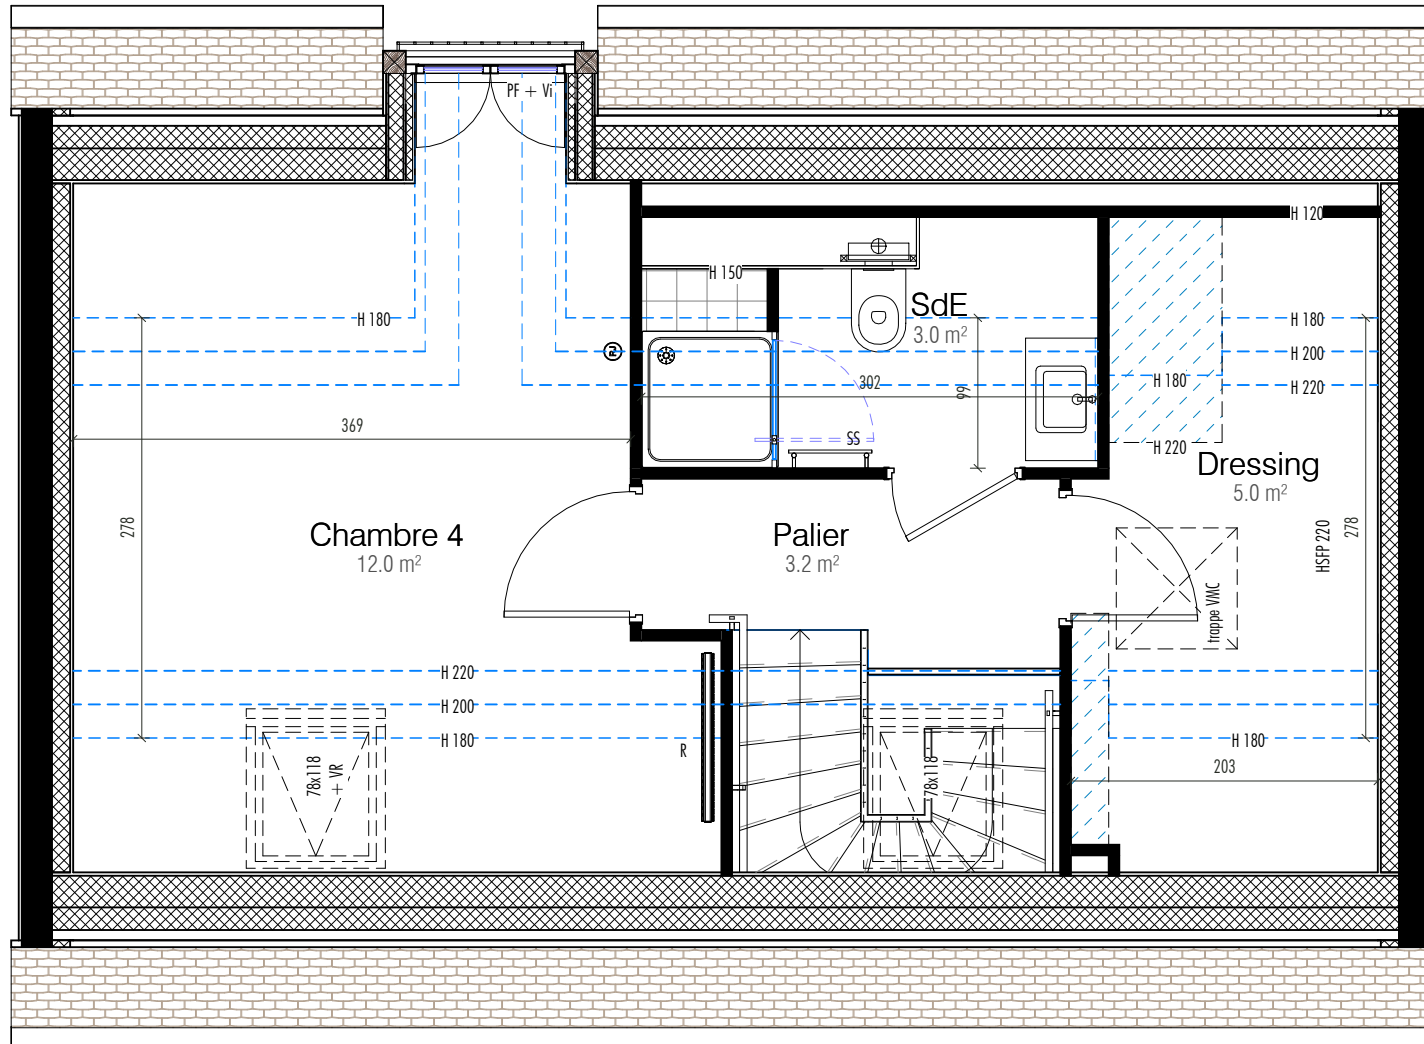 PF + Vi
H 120
H 150
SdE
3.0 m²
H 180
H 180
H 200
H 220
H 180
302
99
369
SS
H 220
Dressing
5.0 m²
278
Chambre 4
12.0 m²
Palier
3.2 m²
HSFP 220
278
trappe VMC
H 220
H 200
H 180
R
78x118
+ VR
78x118
H 180
203